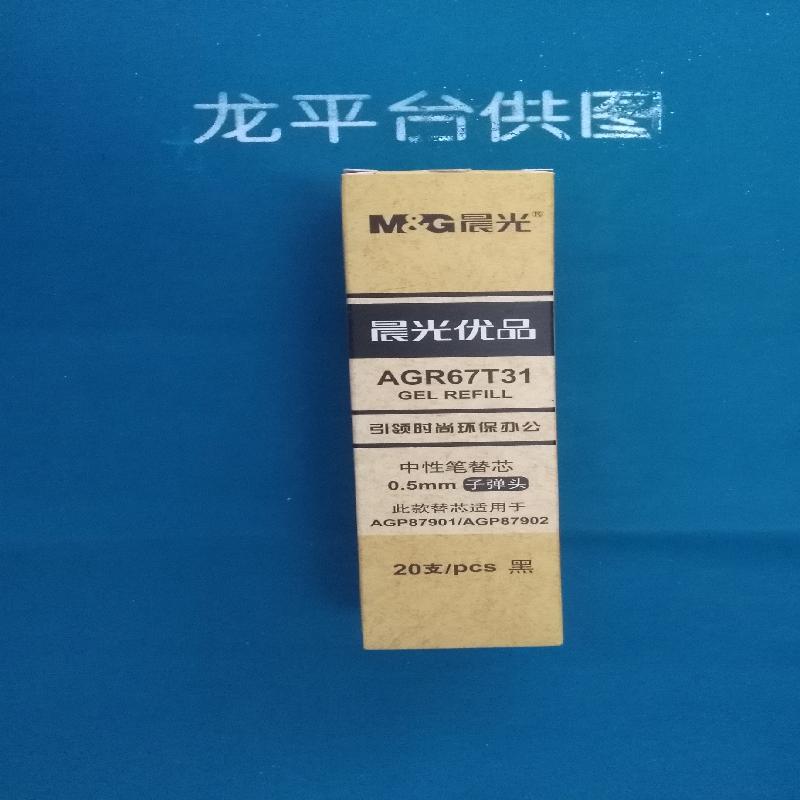 龙平台供图
M&G晨光®
晨光优品
AGR67T31
GEL REFILL
引领时尚环保办公
中性笔替芯
0.5mm 子弹头
此款替芯适用于
AGP87901/AGP87902
20支/pcs 黑